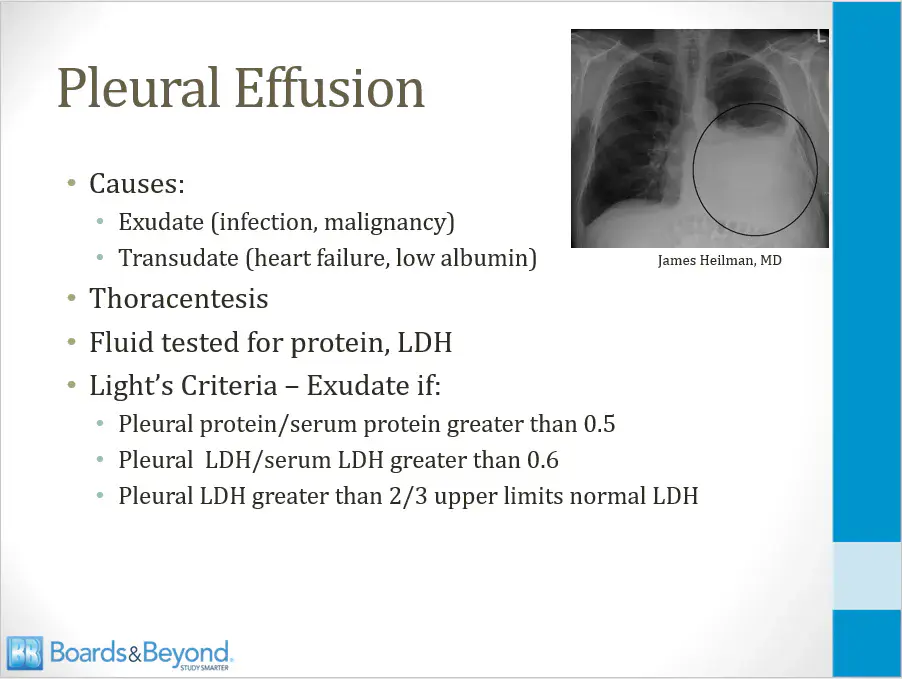 Pleural Effusion
L
James Heilman, MD
• Causes:
• Exudate (infection, malignancy)
• Transudate (heart failure, low albumin)
• Thoracentesis
• Fluid tested for protein, LDH
• Light’s Criteria – Exudate if:
• Pleural protein/serum protein greater than 0.5
• Pleural  LDH/serum LDH greater than 0.6
• Pleural LDH greater than 2/3 upper limits normal LDH
BB Boards&Beyond.
STUDY SMARTER